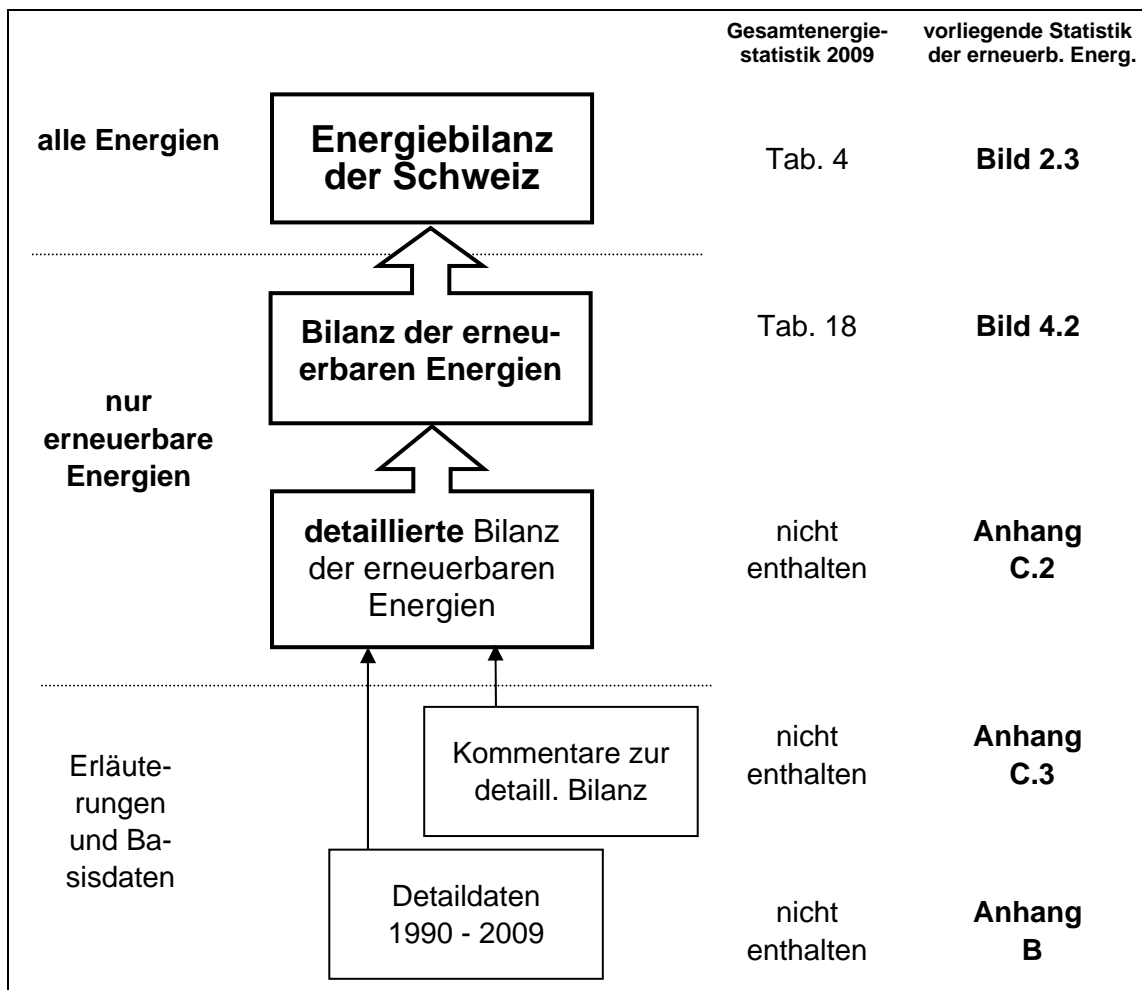 Gesamtenergie-
statistik 2009
vorliegende Statistik
der erneuerb. Energ.
alle Energien
Energiebilanz
der Schweiz
Tab. 4
Bild 2.3
nur
erneuerbare
Energien
Bilanz der erneu-
erbaren Energien
Tab. 18
Bild 4.2
detaillierte Bilanz
der erneuerbaren
Energien
nicht
enthalten
Anhang
C.2
Erläute-
rungen
und Ba-
sisdaten
Kommentare zur
detaill. Bilanz
nicht
enthalten
Anhang
C.3
Detaildaten
1990 - 2009
nicht
enthalten
Anhang
B